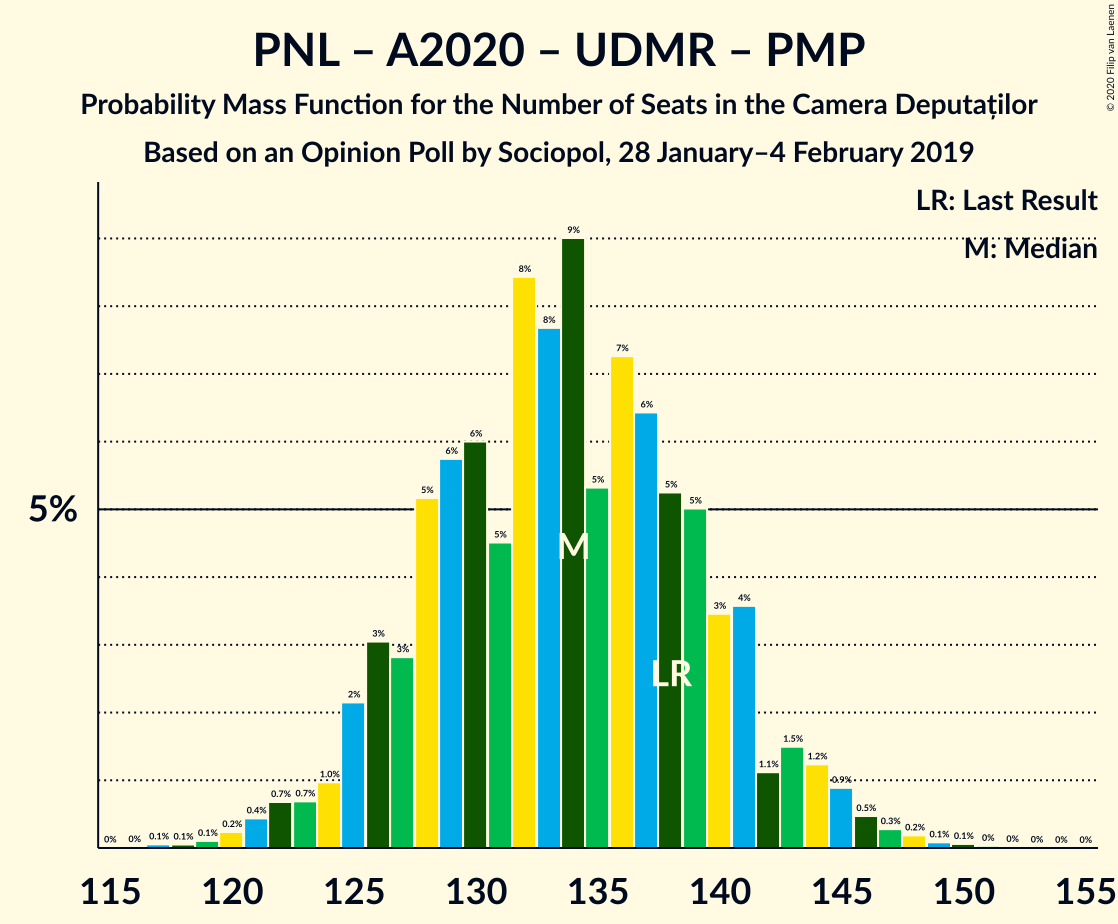 PNL – A2020 – UDMR – PMP
Probability Mass Function for the Number of Seats in the Camera Deputaților
Based on an Opinion Poll by Sociopol, 28 January–4 February 2019
© 2020 Filip van Laenen
LR: Last Result
M: Median
5%
0% 0% 0.1% 0.1% 0.1% 0.2% 0.4% 0.7% 0.7% 1.0% 2% 3% 3% 5% 6% 6% 5% 8% 8% 9% 5% 7% 6% 5% 5% 3% 4% 1.1% 1.5% 1.2% 0.9% 0.5% 0.3% 0.2% 0.1% 0.1% 0% 0% 0% 0% 0%
M
LR
115 120 125 130 135 140 145 150 155